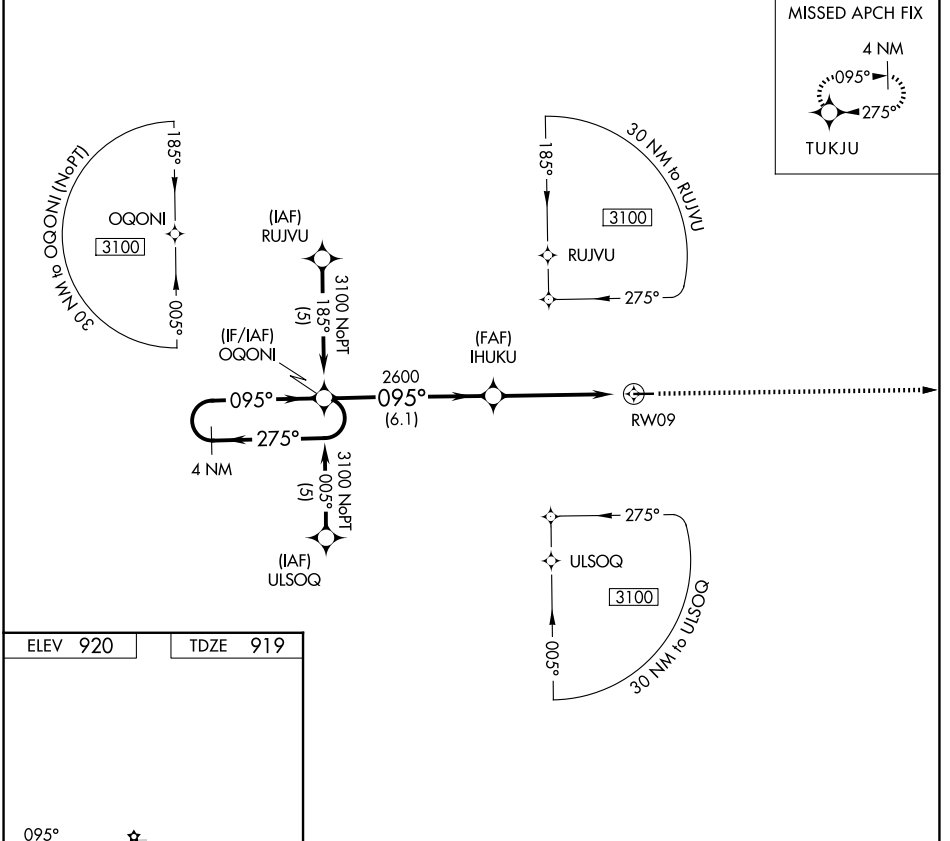 MISSED APCH FIX
4 NM
095°
275°
TUKJU
30 NM to OQONI (NoPT)
185°
OQONI
3100
005°
(IAF)
RUJVU
3100 NoPT
185°
(5)
30 NM to RUJVU
185°
3100
RUJVU
275°
(IF/IAF)
OQONI
(FAF)
IHUKU
2600
095°
(6.1)
095°
275°
4 NM
RW09
3100 NoPT
005°
(5)
(IAF)
ULSOQ
275°
ULSOQ
3100
005°
30 NM to ULSOQ
ELEV 920
TDZE 919
095°